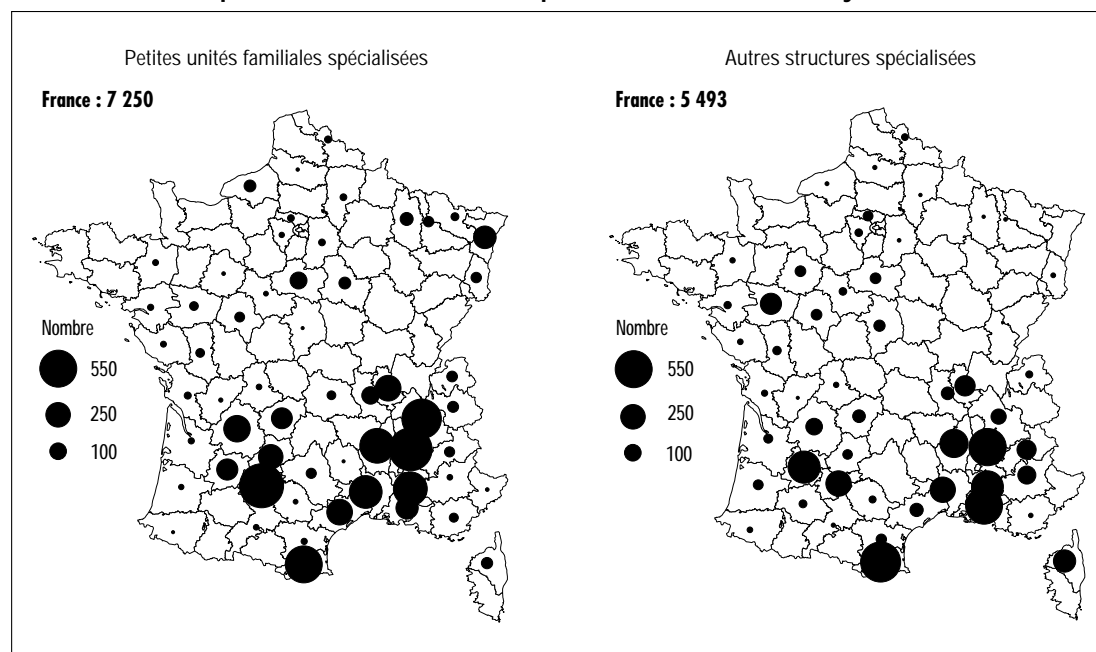 Petites unités familiales spécialisées
France : 7 250
Nombre
550
250
100
Autres structures spécialisées
France : 5 493
Nombre
550
250
100